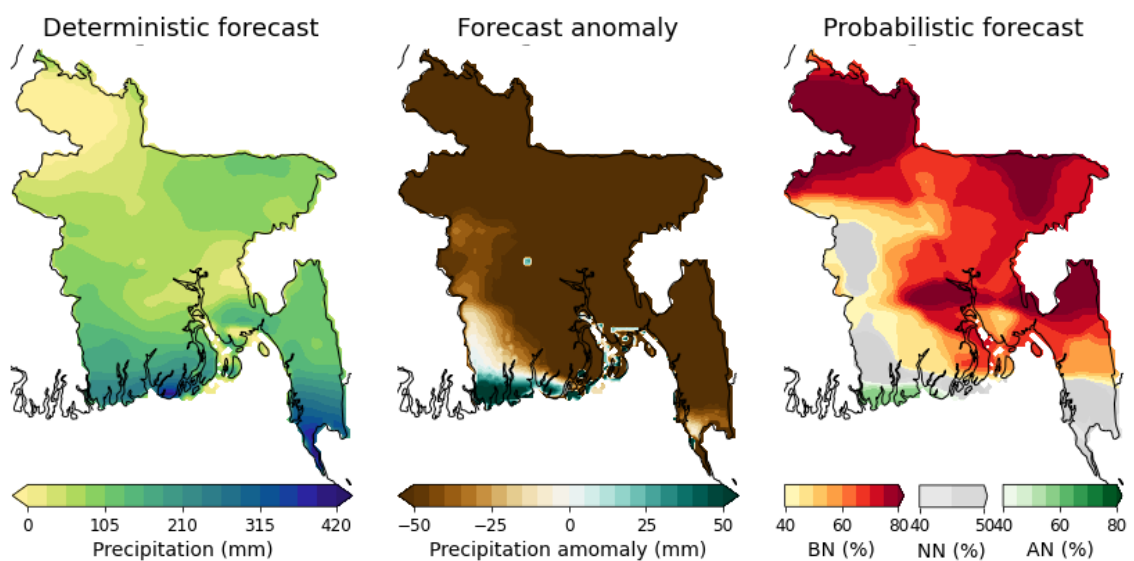 Deterministic forecast
Forecast anomaly
Probabilistic forecast
0 105 210 315 420
Precipitation (mm)
−50 −25 0 25 50
Precipitation amomaly (mm)
40 60 80
BN (%)
40 50
NN (%)
40 60 80
AN (%)